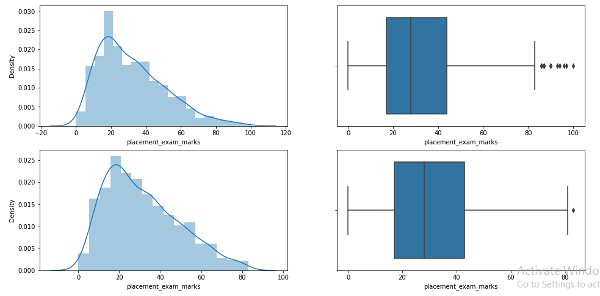 0.030
0.025
0.020
0.015
0.010
0.005
0.000
Density
−20 0 20 40 60 80 100 120
placement_exam_marks
0 20 40 60 80 100
placement_exam_marks
0.025
0.020
0.015
0.010
0.005
0.000
Density
0 20 40 60 80 100
placement_exam_marks
0 20 40 60 80
placement_exam_marks
Activate Windo
Go to Settings to act